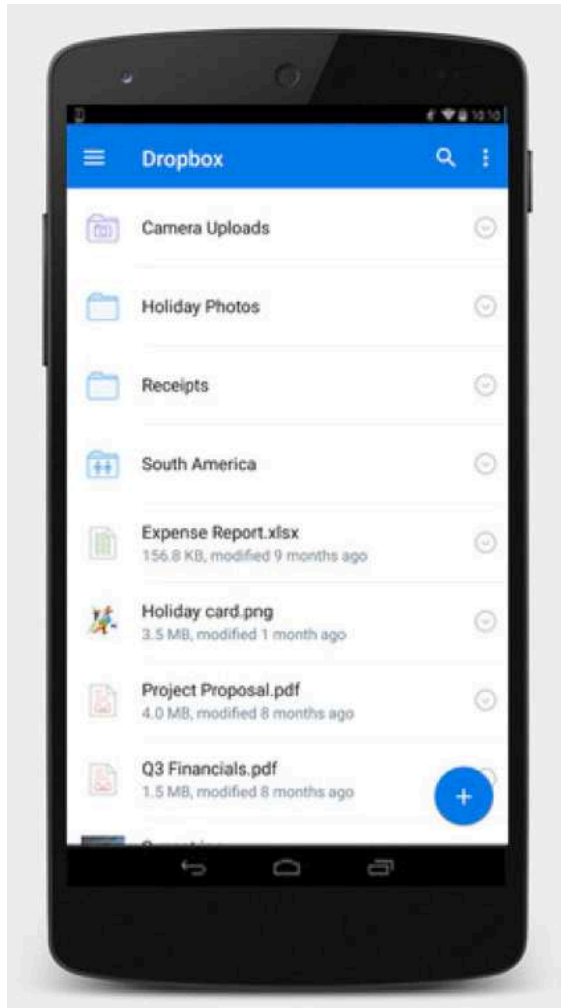 10:10
Dropbox
Camera Uploads
Holiday Photos
Receipts
South America
Expense Report.xlsx
156.8 KB, modified 9 months ago
Holiday card.png
3.5 MB, modified 1 month ago
Project Proposal.pdf
4.0 MB, modified 8 months ago
Q3 Financials.pdf
1.5 MB, modified 8 months ago